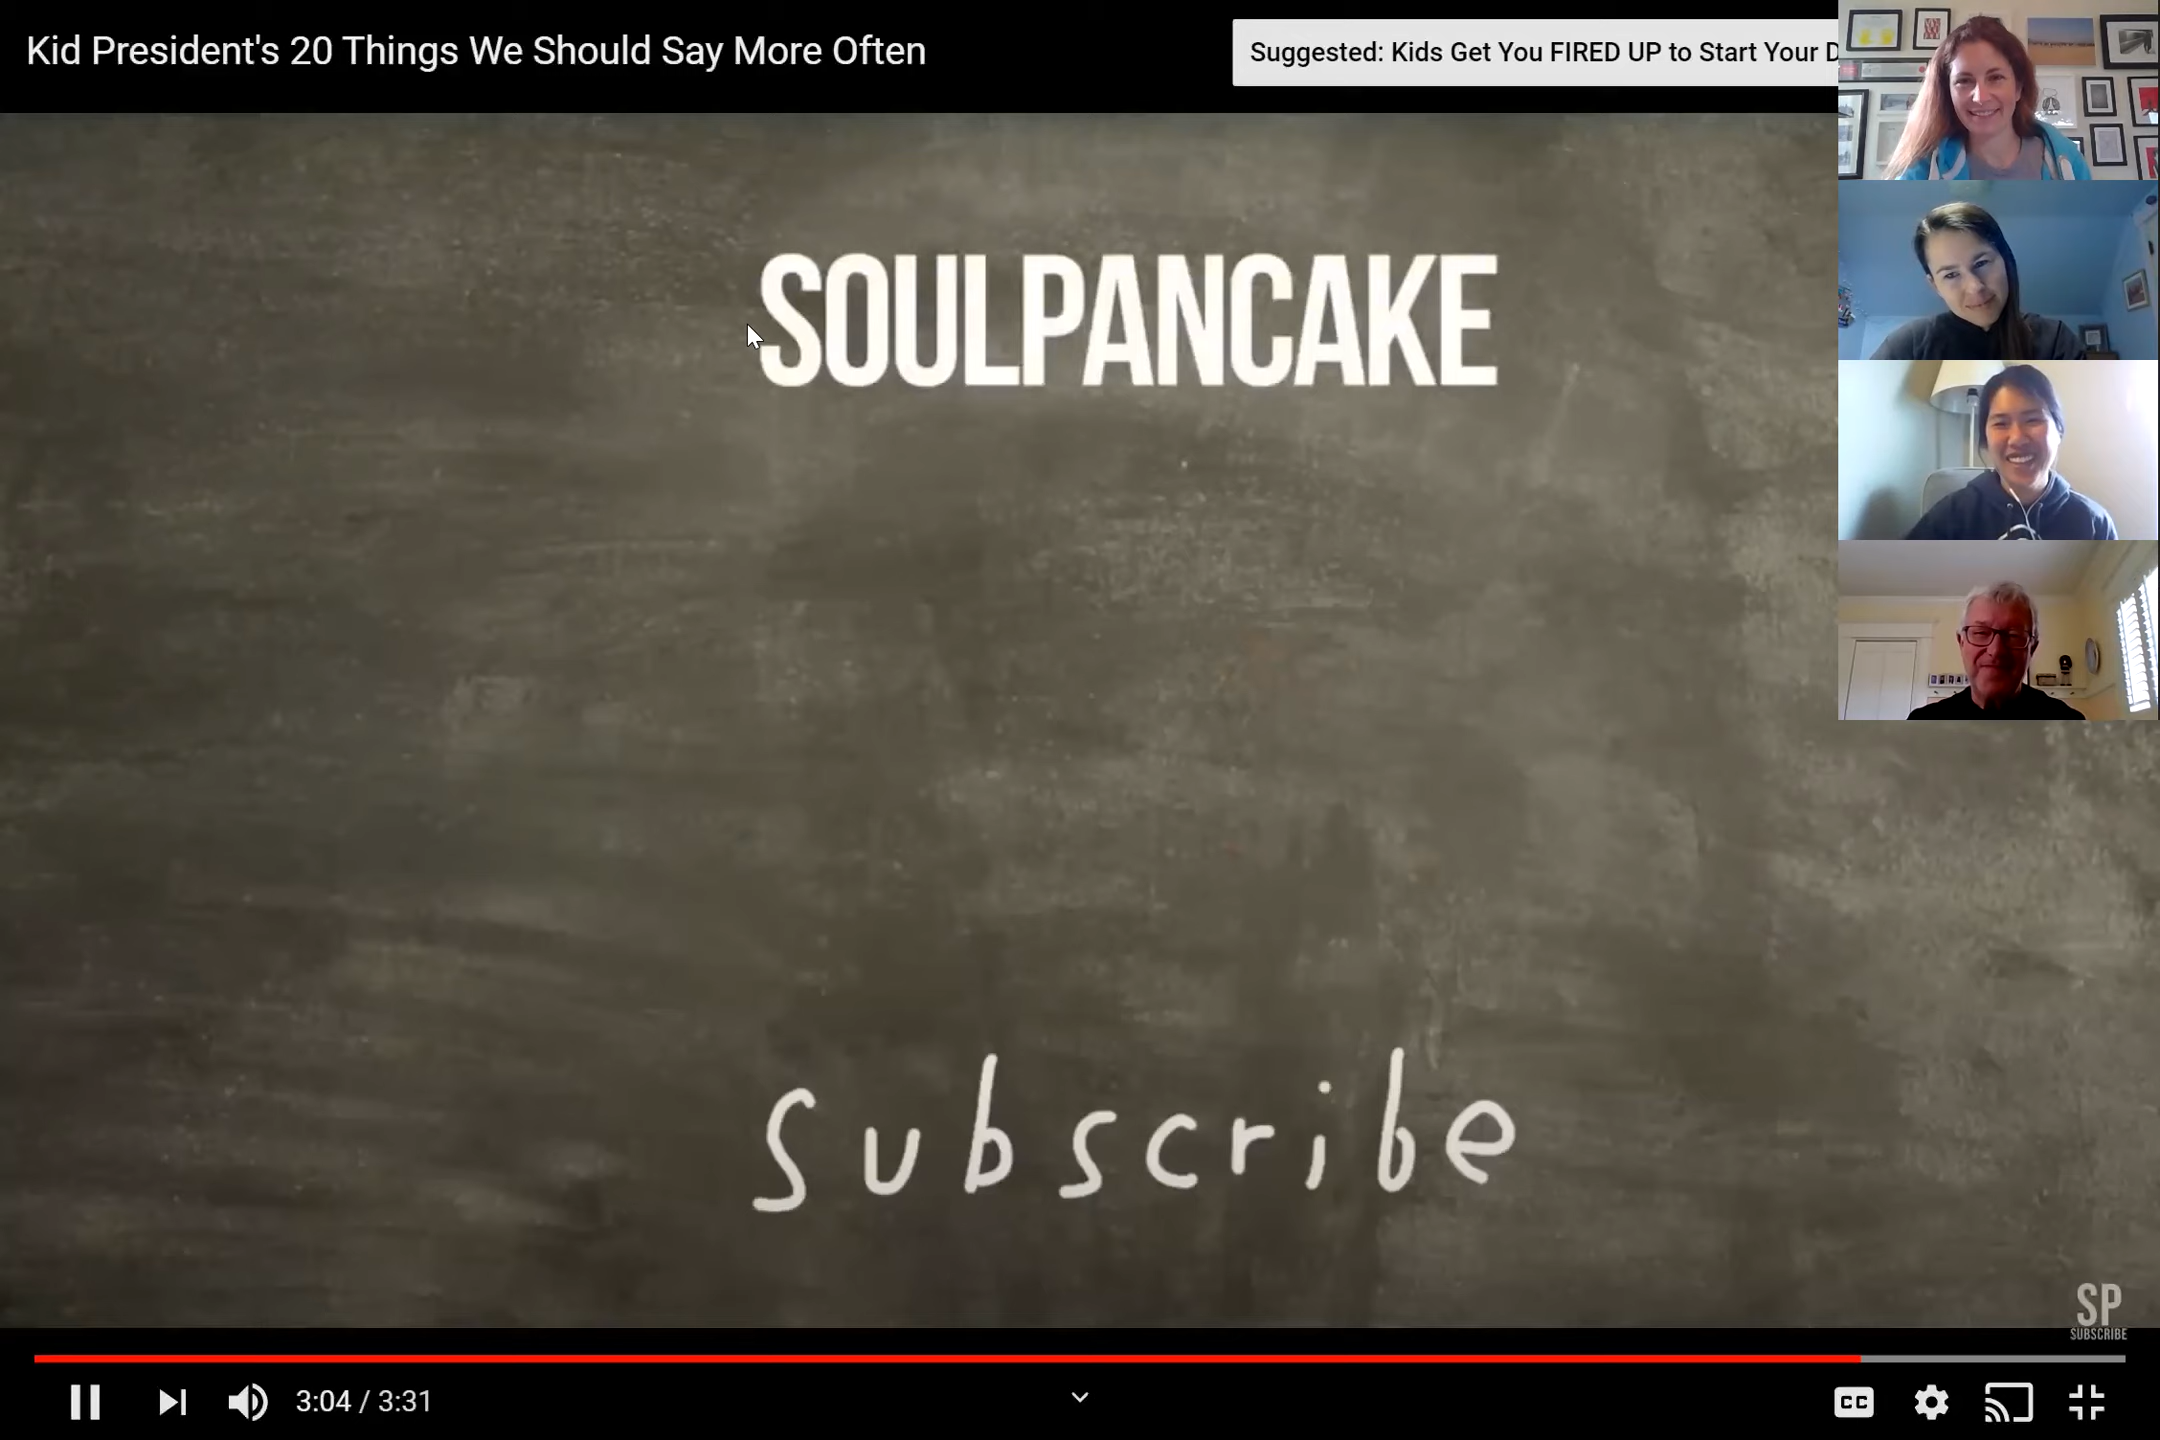 Kid President's 20 Things We Should Say More Often
Suggested: Kids Get You FIRED UP to Start Your D
SOULPANCAKE
Subscribe
SP
SUBSCRIBE
3:04 / 3:31
CC